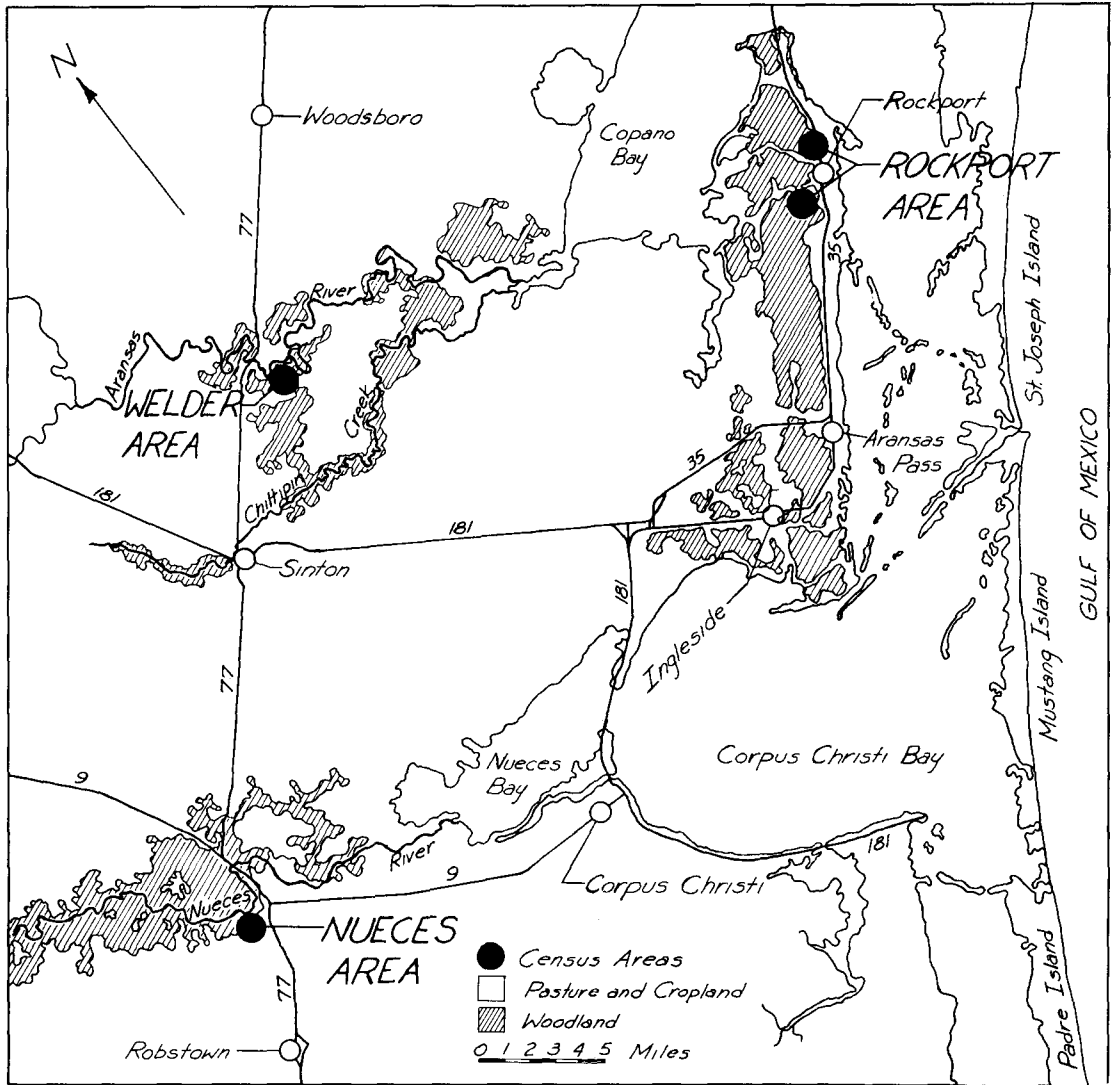 N
Woodsboro
Copano
Bay
Rockport
ROCKPORT
AREA
77
35
St. Joseph Island
River
Aransas
WELDER
AREA
Creek
Chiltipin
Aransas
Pass
35
181
181
Sinton
181
Ingleside
GULF OF MEXICO
Mustang Island
77
Nueces
Bay
Corpus Christi Bay
9
River
9
Corpus Christi
181
Nueces
NUECES
AREA
77
Census Areas
Pasture and Cropland
Woodland
0 1 2 3 4 5 Miles
Robstown
Padre Island